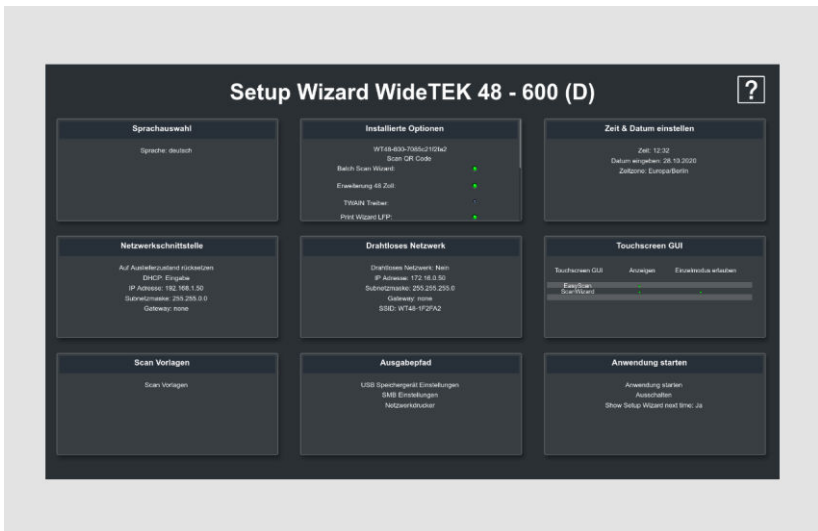 Setup Wizard WideTEK 48 - 600 (D)
?
Sprachauswahl
Sprache: deutsch
Installierte Optionen
WT48-600-7085c21f2fa2
Scan QR Code
Batch Scan Wizard:
Erweiterung 48 Zoll:
TWAIN Treiber:
Print Wizard LFP:
Zeit & Datum einstellen
Zeit: 12:32
Datum eingeben: 28.10.2020
Zeitzone: Europa/Berlin
Netzwerkschnittstelle
Auf Auslieferzustand rücksetzen
DHCP: Eingabe
IP Adresse: 192.168.1.50
Subnetzmaske: 255.255.0.0
Gateway: none
Drahtloses Netzwerk
Drahtloses Netzwerk: Nein
IP Adresse: 172.16.0.50
Subnetzmaske: 255.255.255.0
Gateway: none
SSID: WT48-1F2FA2
Touchscreen GUI
Touchscreen GUI Anzeigen Einzelmodus erlauben
EasyScan
ScanWizard
Scan Vorlagen
Scan Vorlagen
Ausgabepfad
USB Speichergerät Einstellungen
SMB Einstellungen
Netzwerkdrucker
Anwendung starten
Anwendung starten
Ausschalten
Show Setup Wizard next time: Ja